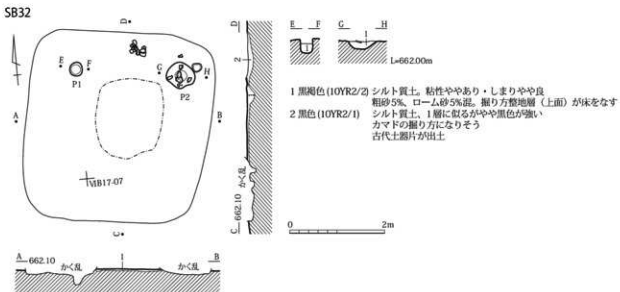 SB32
D
E F G H
1
L=662.00m
2
E F
P1
G H
P2
A B
1 黒褐色(10YR2/2) シルト質土。粘性ややあり・しまりやや良
粗砂5%、ローム砂5%混。掘り方整地層(上面)が床をなす
2 黒色(10YR2/1) シルト質土、1層に似るがやや黒色が強い
カマドの掘り方になりそう
古代土器片が出土
ⅦB17-07
かく乱
C 662.10
C
0 2m
A 662.10 かく乱 1 かく乱 B